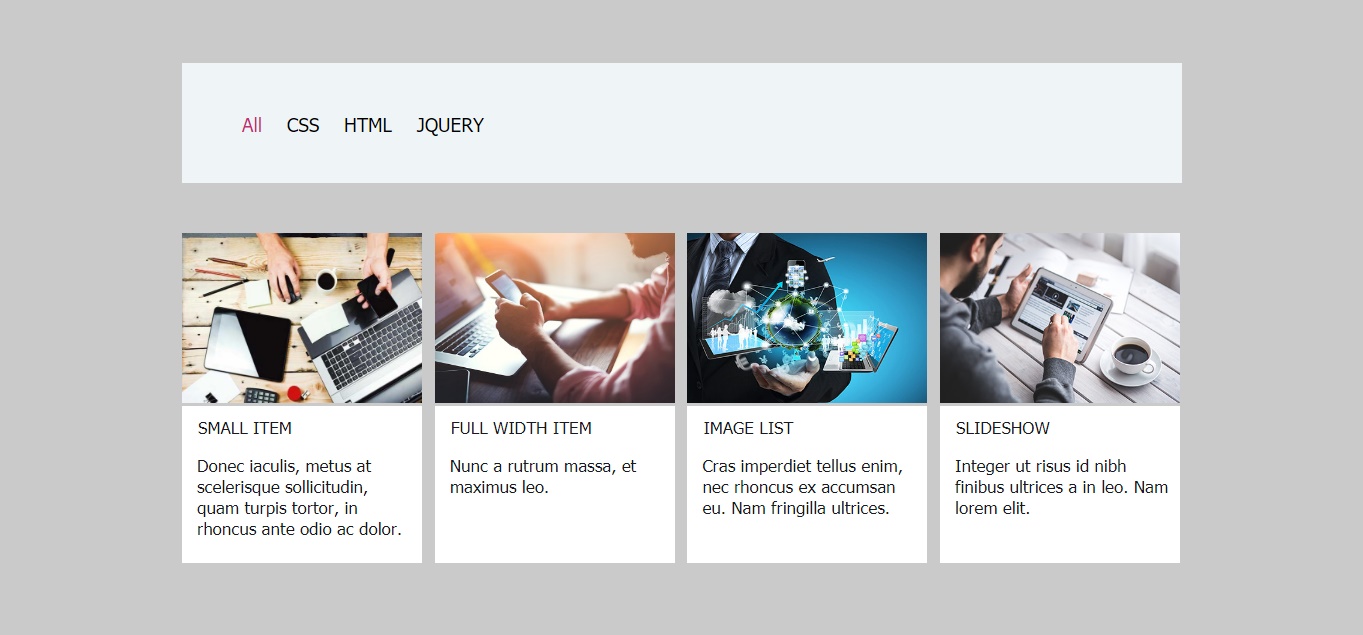 All CSS HTML JQUERY
SMALL ITEM
Donec iaculis, metus at
scelerisque sollicitudin,
quam turpis tortor, in
rhoncus ante odio ac dolor.
FULL WIDTH ITEM
Nunc a rutrum massa, et
maximus leo.
IMAGE LIST
Cras imperdiet tellus enim,
nec rhoncus ex accumsan
eu. Nam fringilla ultrices.
SLIDESHOW
Integer ut risus id nibh
finibus ultrices a in leo. Nam
lorem elit.